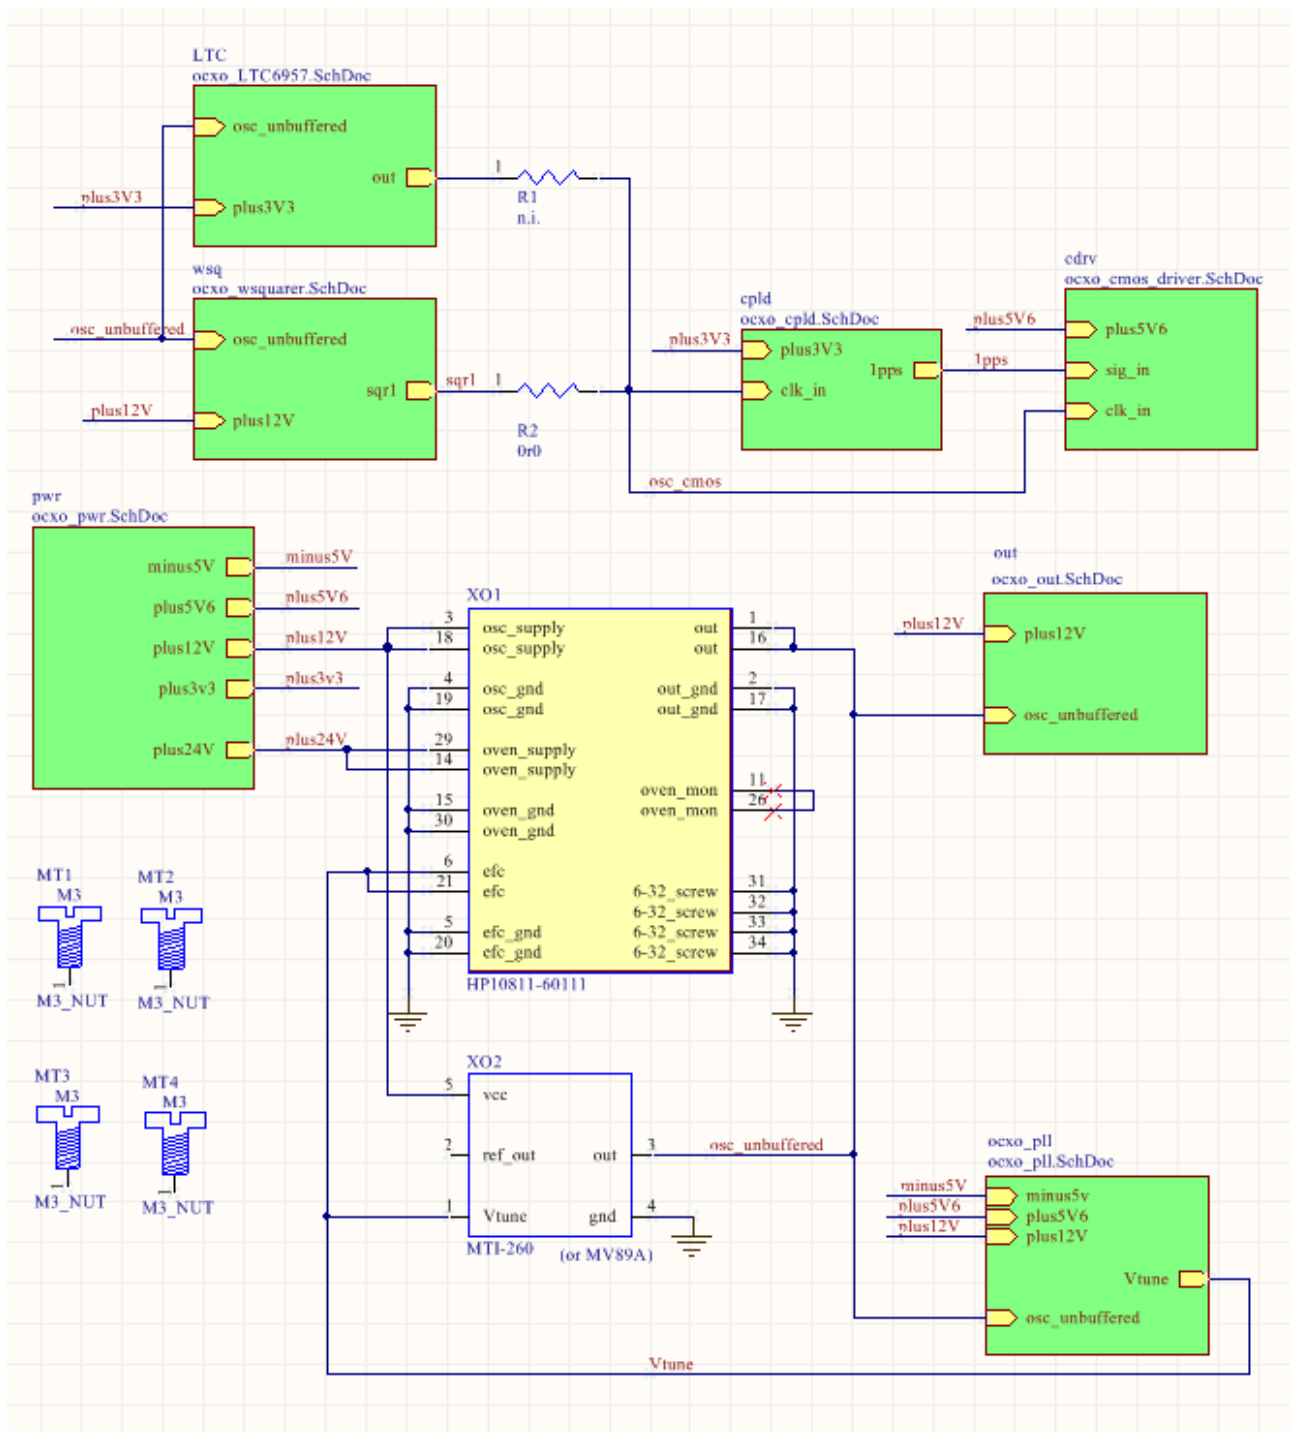 LTC
ocxo_LTC6957.SchDoc
osc_unbuffered
out
plus3V3
plus3V3
1
R1
n.i.
wsq
ocxo_wsquarer.SchDoc
osc_unbuffered
osc_unbuffered
sqr1
sqr1
1
plus12V
plus12V
R2
0r0
cpld
ocxo_cpld.SchDoc
plus3V3
plus3V3
1pps
clk_in
cdrv
ocxo_cmos_driver.SchDoc
plus5V6
plus5V6
1pps
sig_in
clk_in
osc_cmos
pwr
ocxo_pwr.SchDoc
minus5V
minus5V
plus5V6
plus5V6
plus12V
plus12V
plus3v3
plus3v3
plus24V
plus24V
XO1
3
osc_supply
out
1
18
osc_supply
out
16
4
osc_gnd
out_gnd
2
19
osc_gnd
out_gnd
17
29
oven_supply
14
oven_supply
oven_mon
11
15
oven_gnd
oven_mon
26
30
oven_gnd
6
efc
21
efc
6-32_screw
31
6-32_screw
32
5
efc_gnd
6-32_screw
33
20
efc_gnd
6-32_screw
34
HP10811-60111
out
ocxo_out.SchDoc
plus12V
plus12V
osc_unbuffered
MT1
M3
1
M3_NUT
MT2
M3
1
M3_NUT
MT3
M3
1
M3_NUT
MT4
M3
1
M3_NUT
XO2
5
vcc
2
ref_out
out
3
osc_unbuffered
1
Vtune
gnd
4
MTI-260
(or MV89A)
ocxo_pll
ocxo_pll.SchDoc
minus5V
minus5v
plus5V6
plus5V6
plus12V
plus12V
Vtune
osc_unbuffered
Vtune